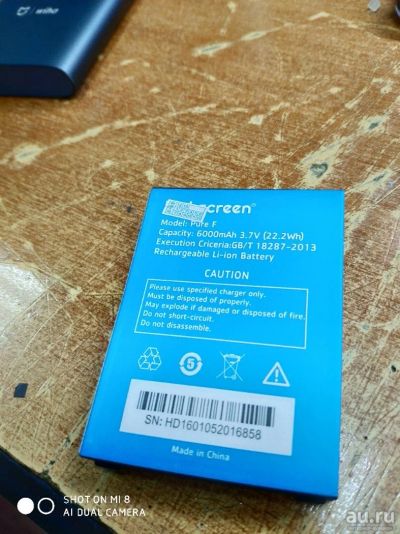 wiha
creen®
Model: Pure F
Capacity: 6000mAh 3.7V (22.2Wh)
Execution Criceria:GB/T 18287-2013
Rechargeable Li-ion Battery
CAUTION
Please use specified charger only.
Must be disposed of properly.
May explode if damaged or disposed of fire.
Do not short-circuit.
Do not disassemble.
5
SN: HD1601052016858
Made in China
SHOT ON MI 8
AI DUAL CAMERA
au.ru